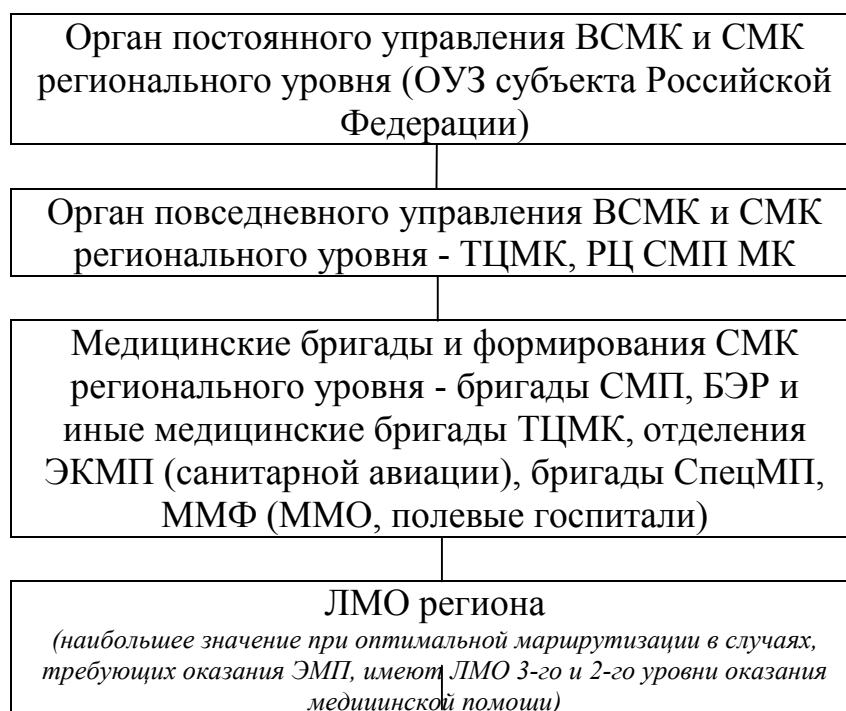 Орган постоянного управления ВСМК и СМК
регионального уровня (ОУЗ субъекта Российской
Федерации)
Орган повседневного управления ВСМК и СМК
регионального уровня - ТЦМК, РЦ СМП МК
Медицинские бригады и формирования СМК
регионального уровня - бригады СМП, БЭР и
иные медицинские бригады ТЦМК, отделения
ЭКМП (санитарной авиации), бригады СпецМП,
ММФ (ММО, полевые госпитали)
ЛМО региона
(наибольшее значение при оптимальной маршрутизации в случаях,
требующих оказания ЭМП, имеют ЛМО 3-го и 2-го уровни оказания
медицинской помощи)